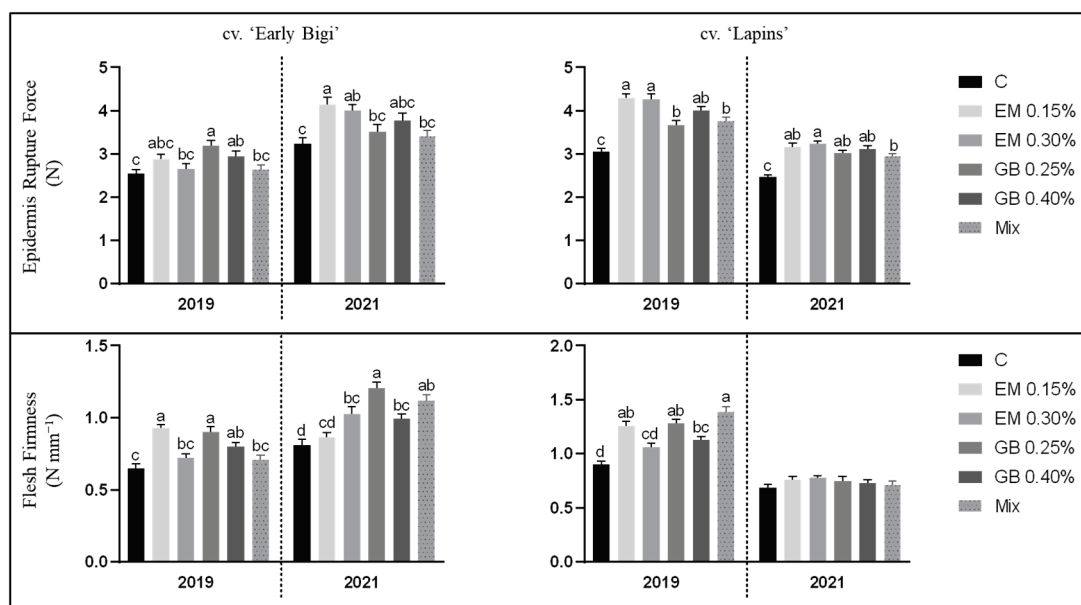 cv. ‘Early Bigi’
cv. ‘Lapins’
Epidermis Rupture Force
(N)
5
4
3
2
1
0
c abc bc a ab bc
c a ab bc abc bc
2019
2021
5
4
3
2
1
0
c a a b ab b
c ab a ab ab b
2019
2021
C
EM 0.15%
EM 0.30%
GB 0.25%
GB 0.40%
Mix
Flesh Firmness
(N mm⁻¹)
1.5
1.0
0.5
0.0
c a bc a ab bc
d cd bc a bc ab
2019
2021
2.0
1.5
1.0
0.5
0.0
d ab cd ab bc a
2019
2021
C
EM 0.15%
EM 0.30%
GB 0.25%
GB 0.40%
Mix